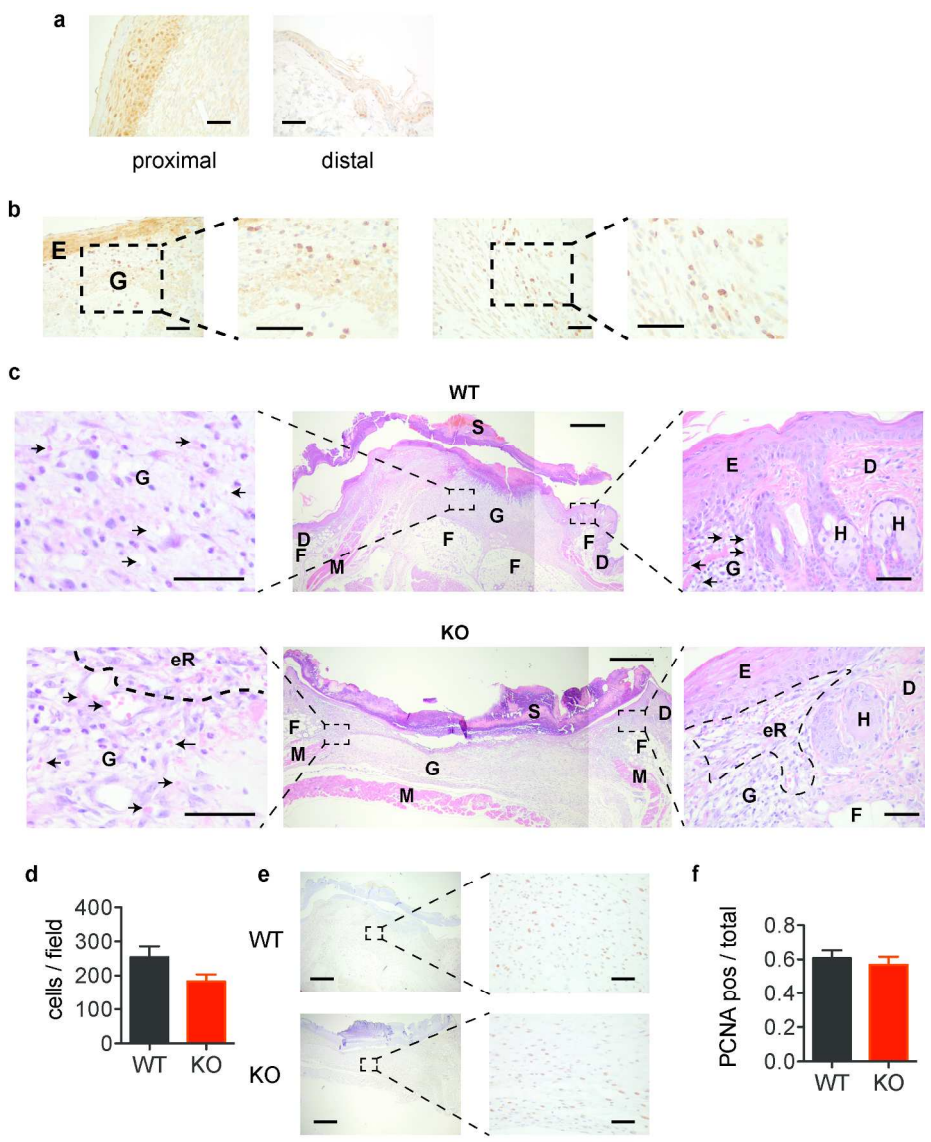 a
proximal distal
b
E
G
c
WT
G
S
G
D
F
M
F
F
F
D
E
D
H
H
G
KO
eR
G
F
M
S
G
M
D
F
M
E
D
eR
H
G
F
d
cells / field
400
300
200
100
0
WT KO
e
WT
KO
f
PCNA pos / total
0.8
0.6
0.4
0.2
0.0
WT KO